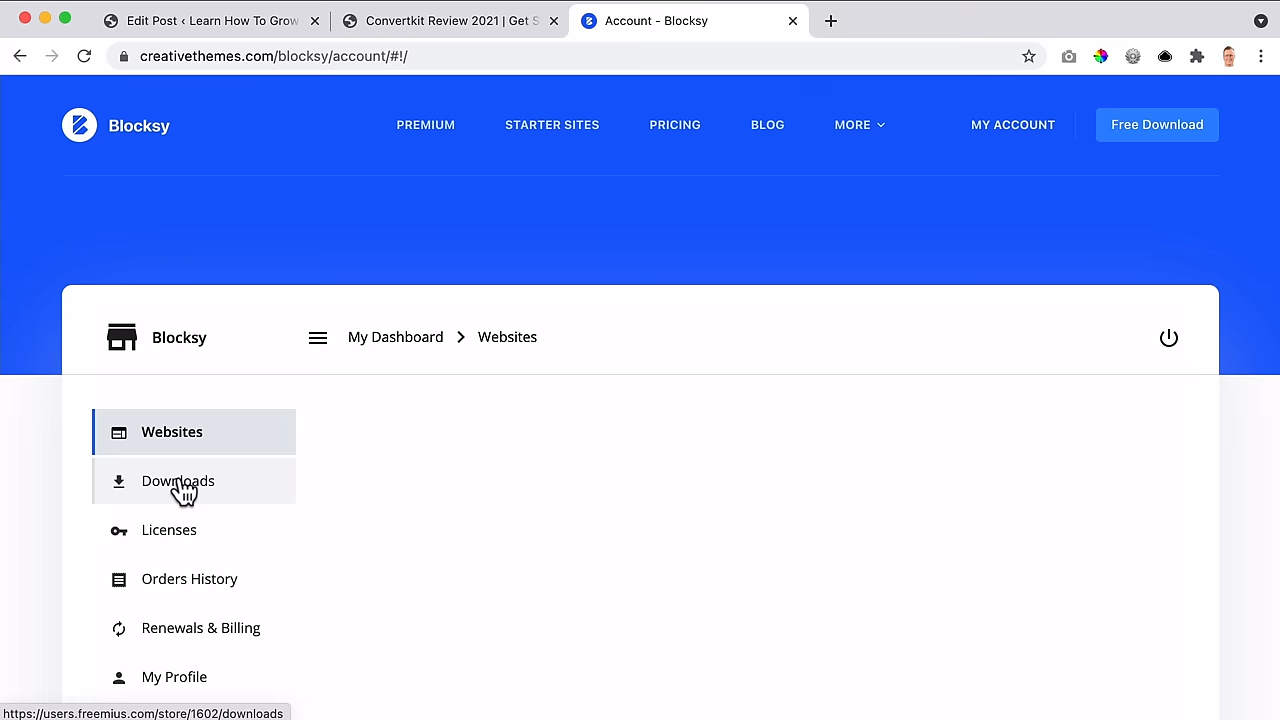 Edit Post ‹ Learn How To Grow
Convertkit Review 2021 | Get S
Account - Blocksy
creativethemes.com/blocksy/account/#!/
Blocksy
PREMIUM
STARTER SITES
PRICING
BLOG
MORE
MY ACCOUNT
Free Download
Blocksy
My Dashboard
Websites
Websites
Downloads
Licenses
Orders History
Renewals & Billing
My Profile
https://users.freemius.com/store/1602/downloads